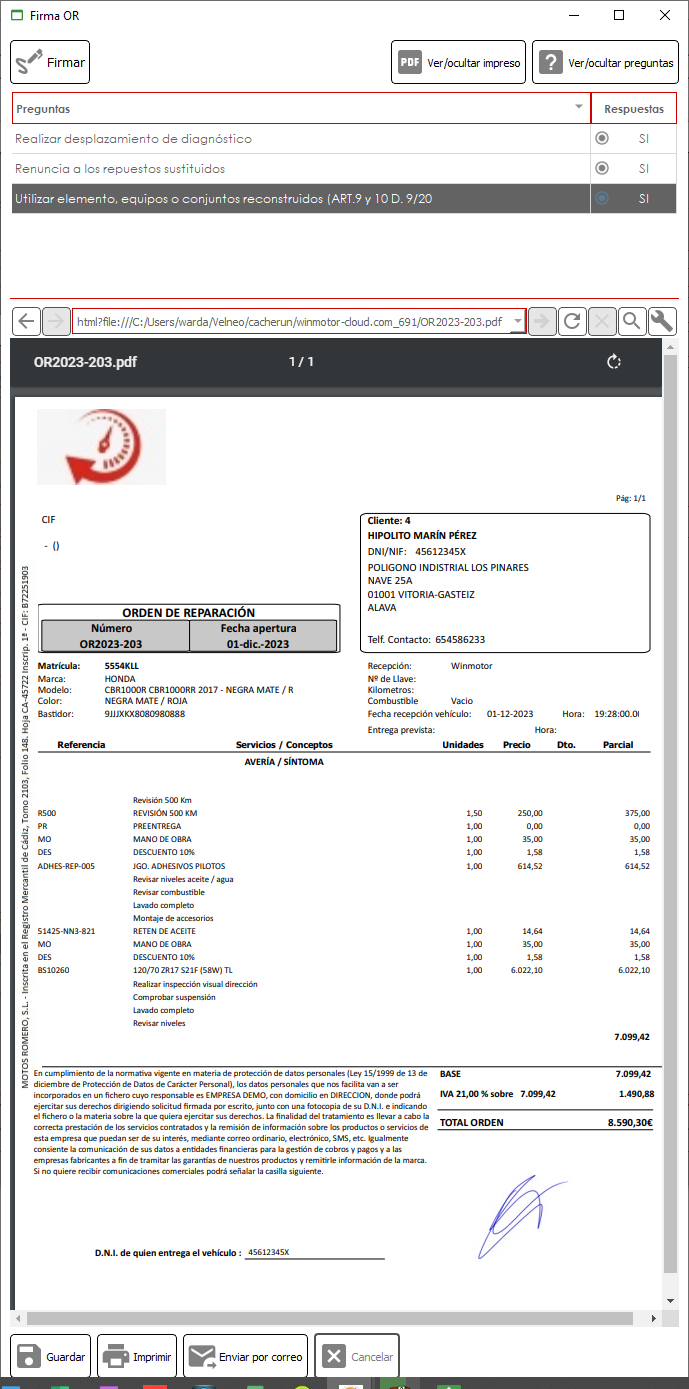 Firma OR
Firmar
PDF Ver/ocultar impreso
? Ver/ocultar preguntas
Preguntas Respuestas
Realizar desplazamiento de diagnóstico SI
Renuncia a los repuestos sustituidos SI
Utilizar elemento, equipos o conjuntos reconstruidos (ART.9 y 10 D. 9/20 SI
html?file:///C:/Users/warda/Velneo/cacherun/winmotor-cloud.com_691/OR2023-203.pdf
OR2023-203.pdf 1 / 1
Pág: 1/1
CIF
- ()
Cliente: 4
HIPOLITO MARÍN PÉREZ
DNI/NIF: 45612345X
POLIGONO INDISTRIAL LOS PINARES
NAVE 25A
01001 VITORIA-GASTEIZ
ALAVA
Telf. Contacto: 654586233
MOTOS ROMERO, S.L. - Inscrita en el Registro Mercantil de Cádiz, Tomo 2103, Folio 148. Hoja CA-45722 Inscrip. 1ª - CIF: B72251903
ORDEN DE REPARACIÓN
Número Fecha apertura
OR2023-203 01-dic.-2023
Matrícula: 5554KLL
Marca: HONDA
Modelo: CBR1000R CBR1000RR 2017 - NEGRA MATE / R
Color: NEGRA MATE / ROJA
Bastidor: 9JJJXKX8080980888
Recepción: Winmotor
Nº de Llave:
Kilometros:
Combustible Vacio
Fecha recepción vehículo: 01-12-2023 Hora: 19:28:00.00
Entrega prevista: Hora:
Referencia Servicios / Conceptos Unidades Precio Dto. Parcial
AVERÍA / SÍNTOMA
Revisión 500 Km
R500 REVISIÓN 500 KM 1,50 250,00 375,00
PR PREENTREGA 1,00 0,00 0,00
MO MANO DE OBRA 1,00 35,00 35,00
DES DESCUENTO 10% 1,00 1,58 1,58
ADHES-REP-005 JGO. ADHESIVOS PILOTOS 1,00 614,52 614,52
Revisar niveles aceite / agua
Revisar combustible
Lavado completo
Montaje de accesorios
51425-NN3-821 RETEN DE ACEITE 1,00 14,64 14,64
MO MANO DE OBRA 1,00 35,00 35,00
DES DESCUENTO 10% 1,00 1,58 1,58
BS10260 120/70 ZR17 S21F (58W) TL 1,00 6.022,10 6.022,10
Realizar inspección visual dirección
Comprobar suspensión
Lavado completo
Revisar niveles
7.099,42
En cumplimiento de la normativa vigente en materia de protección de datos personales (Ley 15/1999 de 13 de
diciembre de Protección de Datos de Carácter Personal), los datos personales que nos facilita van a ser
incorporados en un fichero cuyo responsable es EMPRESA DEMO, con domicilio en DIRECCION, donde podrá
ejercitar sus derechos dirigiendo solicitud firmada por escrito, junto con una fotocopia de su D.N.I. e indicando
el fichero o la materia sobre la que quiera ejercitar sus derechos. La finalidad del tratamiento es llevar a cabo la
correcta prestación de los servicios contratados y la remisión de información sobre los productos o servicios de
esta empresa que puedan ser de su interés, mediante correo ordinario, electrónico, SMS, etc. Igualmente
consiente la comunicación de sus datos a entidades financieras para la gestión de cobros y pagos y a las
empresas fabricantes a fin de tramitar las garantías de nuestros productos y remitirle información de la marca.
Si no quiere recibir comunicaciones comerciales podrá señalar la casilla siguiente.
BASE 7.099,42
IVA 21,00 % sobre 7.099,42 1.490,88
TOTAL ORDEN 8.590,30€
D.N.I. de quien entrega el vehículo : 45612345X
Guardar
Imprimir
Enviar por correo
Cancelar